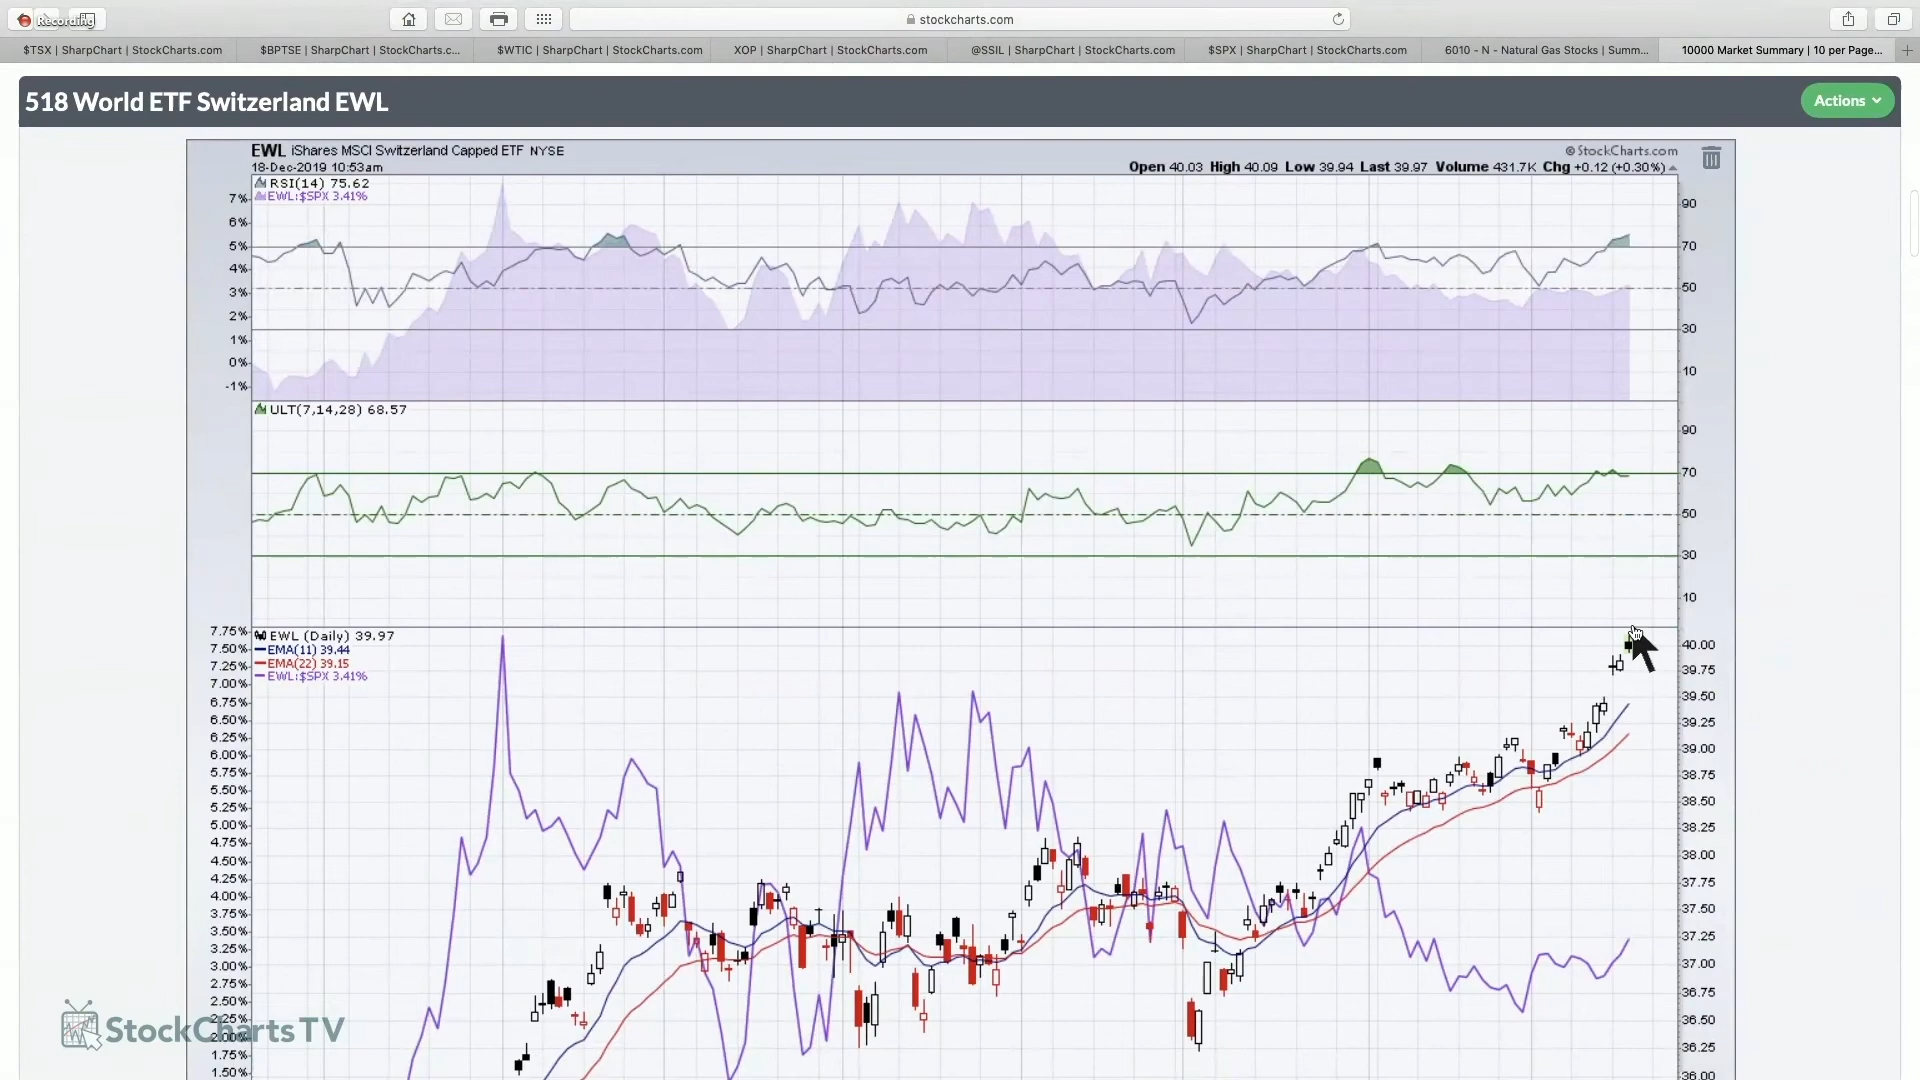 Recording
stockcharts.com
$TSX | SharpChart | StockCharts.com
$BPTSE | SharpChart | StockCharts.c...
$WTIC | SharpChart | StockCharts.com
XOP | SharpChart | StockCharts.com
@SSIL | SharpChart | StockCharts.com
$SPX | SharpChart | StockCharts.com
6010 - N - Natural Gas Stocks | Summ...
10000 Market Summary | 10 per Page...
518 World ETF Switzerland EWL
Actions
EWL iShares MSCI Switzerland Capped ETF NYSE
© StockCharts.com
18-Dec-2019 10:53am
Open 40.03 High 40.09 Low 39.94 Last 39.97 Volume 431.7K Chg +0.12 (+0.30%)
RSI(14) 75.62
EWL:$SPX 3.41%
7%
6%
5%
4%
3%
2%
1%
0%
-1%
90
70
50
30
10
ULT(7,14,28) 68.57
90
70
50
30
10
EWL (Daily) 39.97
EMA(11) 39.44
EMA(22) 39.15
EWL:$SPX 3.41%
7.75%
7.50%
7.25%
7.00%
6.75%
6.50%
6.25%
6.00%
5.75%
5.50%
5.25%
5.00%
4.75%
4.50%
4.25%
4.00%
3.75%
3.50%
3.25%
3.00%
2.75%
2.50%
2.25%
2.00%
1.75%
1.50%
40.00
39.75
39.50
39.25
39.00
38.75
38.50
38.25
38.00
37.75
37.50
37.25
37.00
36.75
36.50
36.25
36.00
StockCharts TV